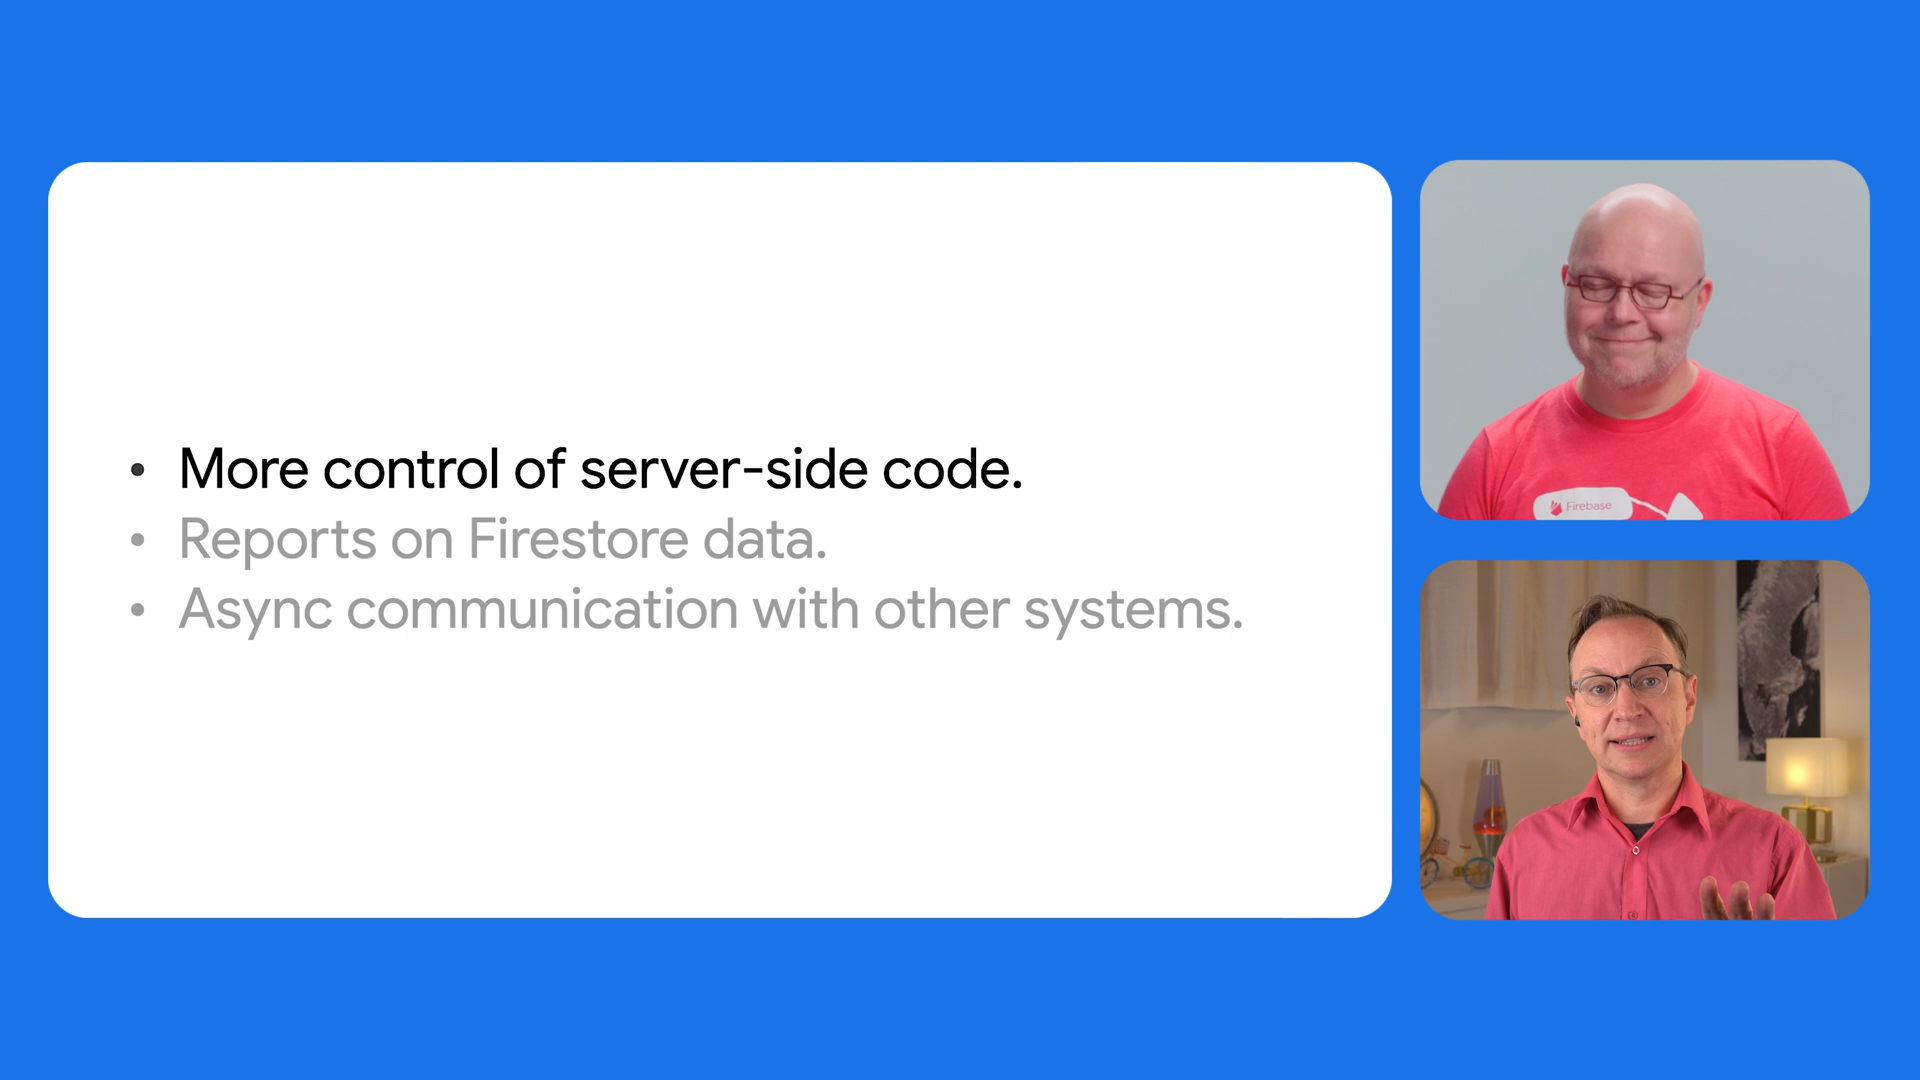 • More control of server-side code.
• Reports on Firestore data.
• Async communication with other systems.
Firebase